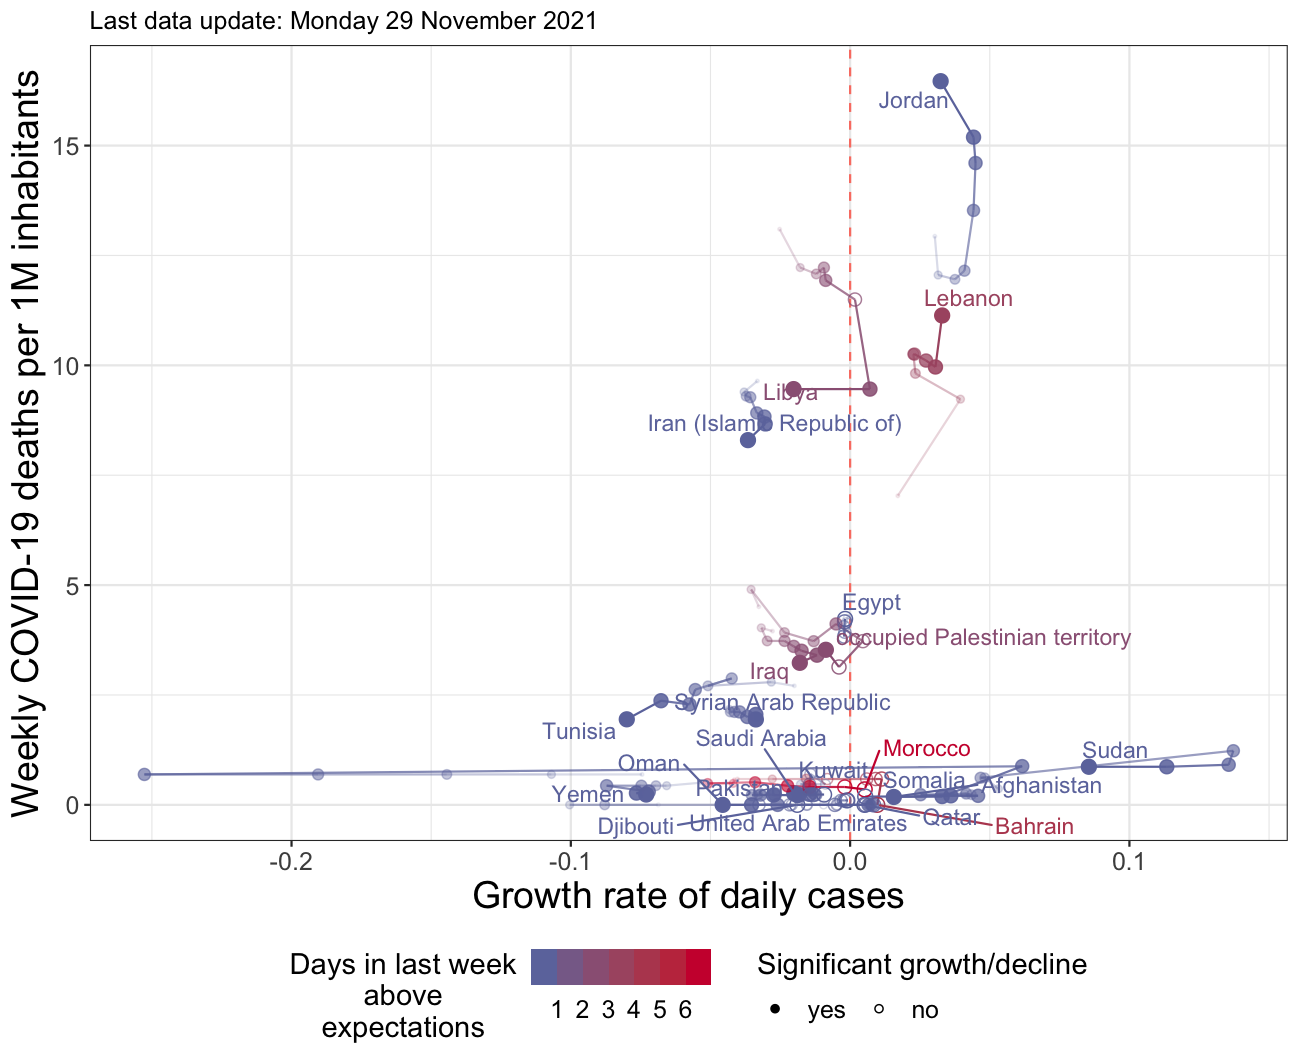 Last data update: Monday 29 November 2021
Weekly COVID-19 deaths per 1M inhabitants
15
10
5
0
Jordan
Lebanon
Libya
Iran (Islamic Republic of)
Egypt
Occupied Palestinian territory
Iraq
Syrian Arab Republic
Tunisia
Saudi Arabia
Morocco
Sudan
Oman
Kuwait
Somalia
Afghanistan
Pakistan
Yemen
Djibouti
United Arab Emirates
Qatar
Bahrain
-0.2
-0.1
0.0
0.1
Growth rate of daily cases
Days in last week
above
expectations
1 2 3 4 5 6
Significant growth/decline
yes
no